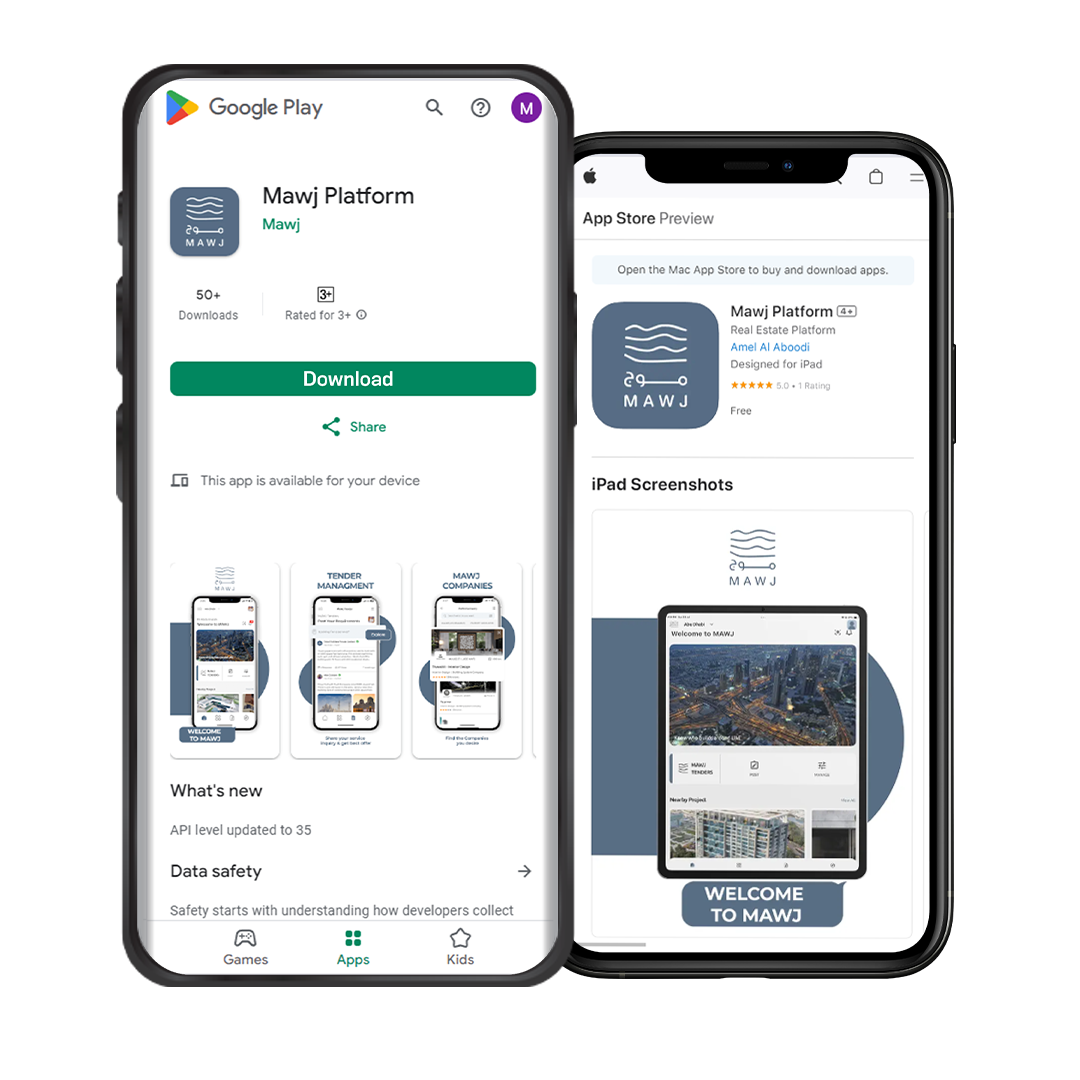 Google Play
M
Mawj Platform
Mawj
موج
MAWJ
50+
Downloads
3+
Rated for 3+
Download
Share
This app is available for your device
MAWJ
WELCOME
TO MAWJ
TENDER
MANAGMENT
Share your service
inquiry & get best offer
MAWJ
COMPANIES
Find the Companies
you desire
What's new
API level updated to 35
Data safety
Safety starts with understanding how developers collect
Games
Apps
Kids
App Store Preview
Open the Mac App Store to buy and download apps.
موج
MAWJ
Mawj Platform 4+
Real Estate Platform
Amel Al Aboodi
Designed for iPad
5.0 • 1 Rating
Free
iPad Screenshots
موج
MAWJ
Abu Dhabi
Welcome to MAWJ
MAWJ
TENDERS
POST
MANAGE
Nearby Project
WELCOME
TO MAWJ